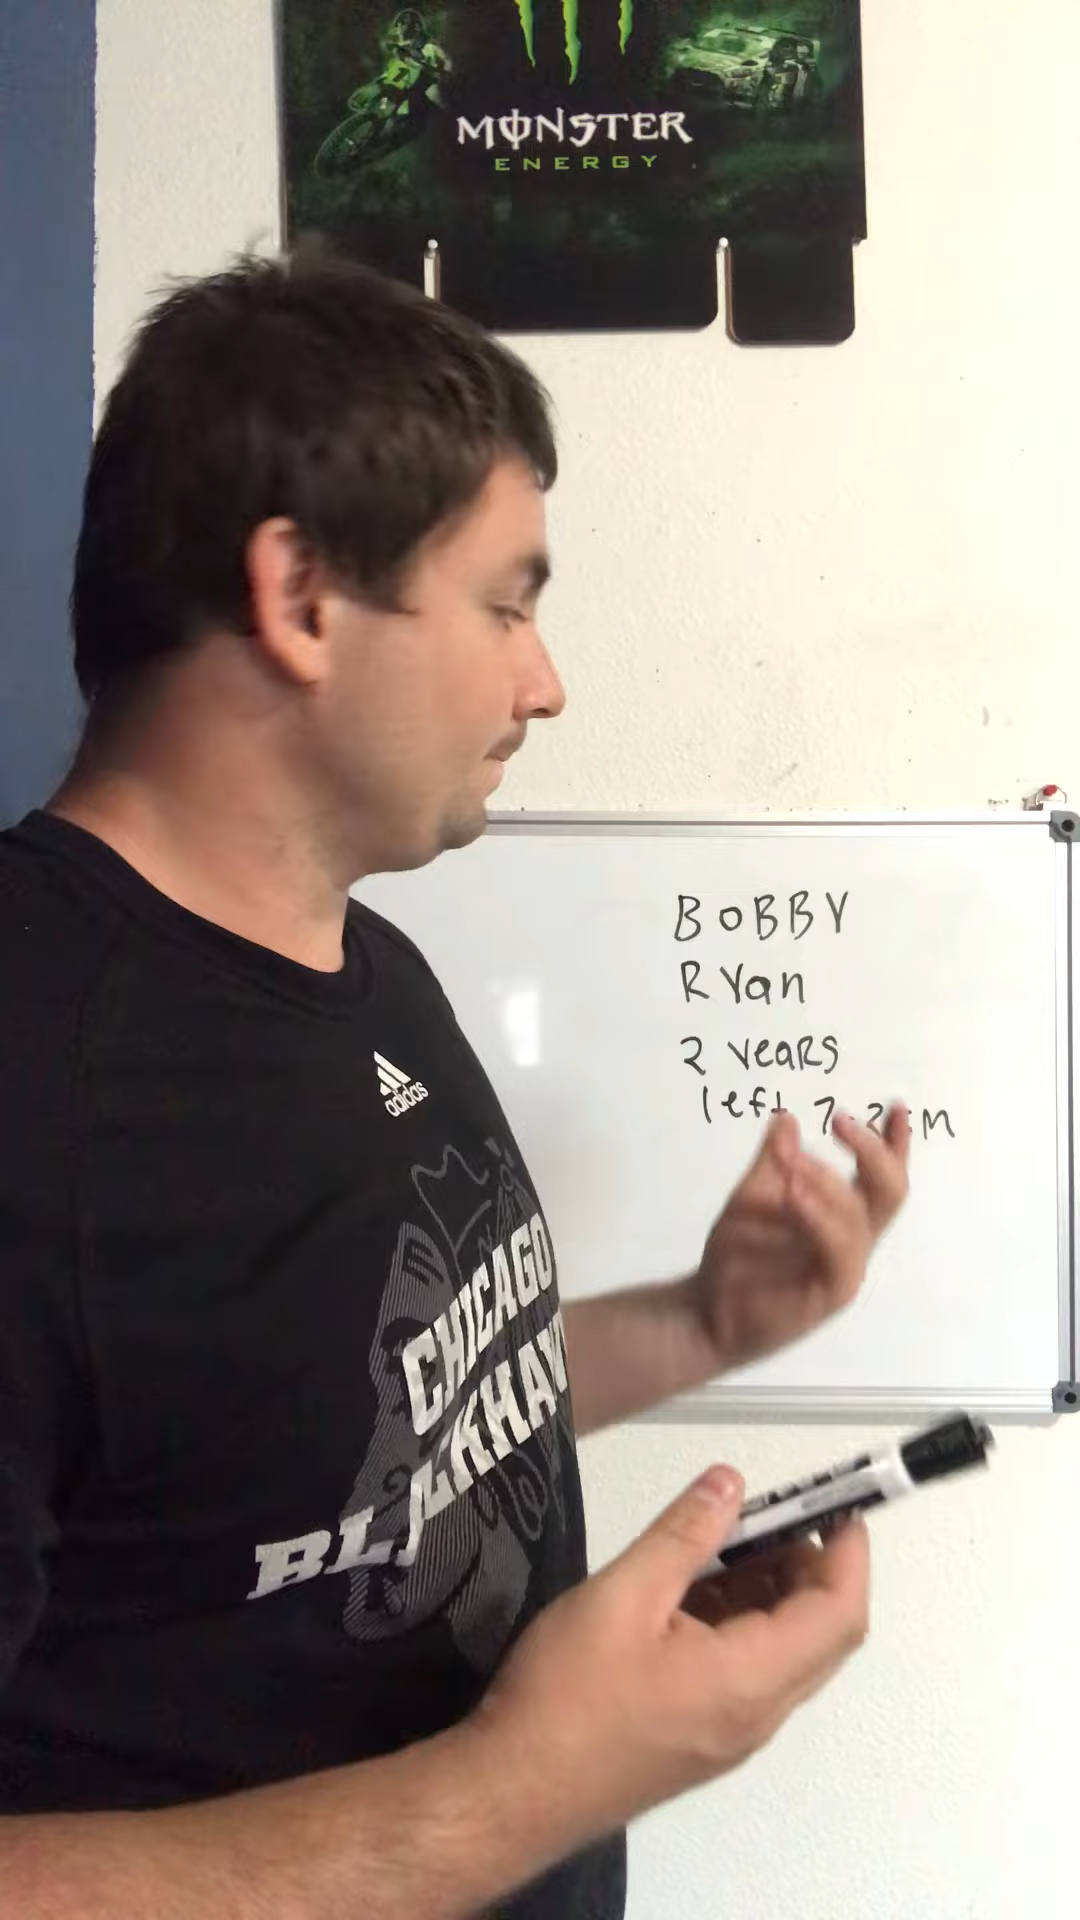 MONSTER
ENERGY
BOBBY
RYan
2 years
left
adidas
CHICAGO